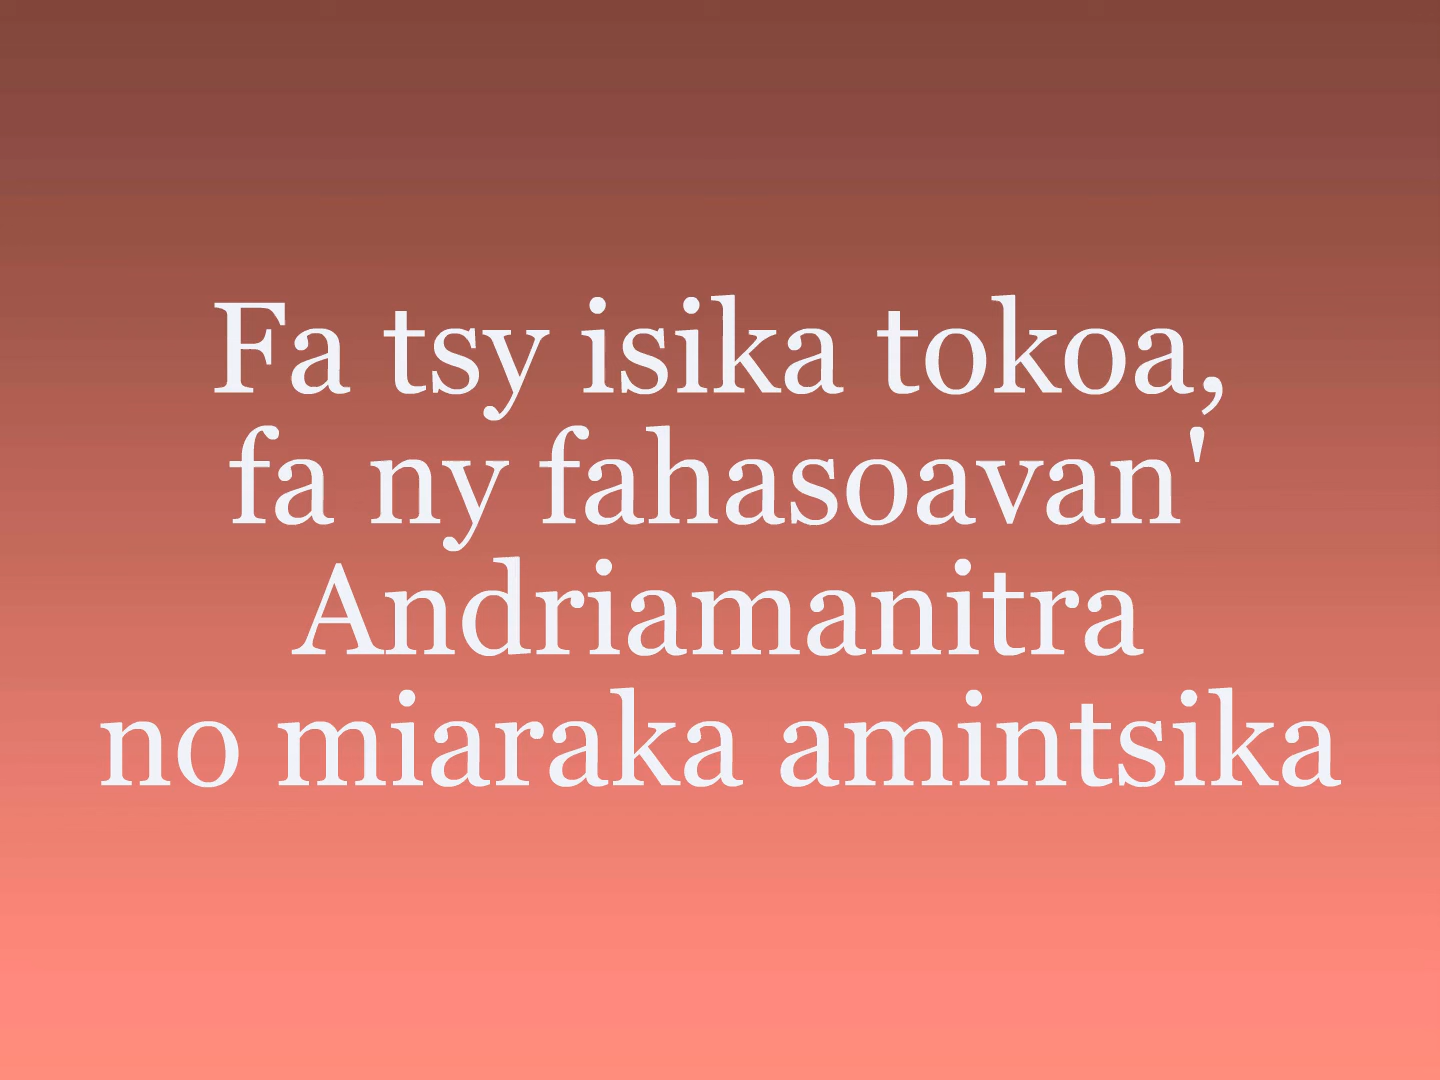 Fa tsy isika tokoa,
fa ny fahasoavan'
Andriamanitra
no miaraka amintsika